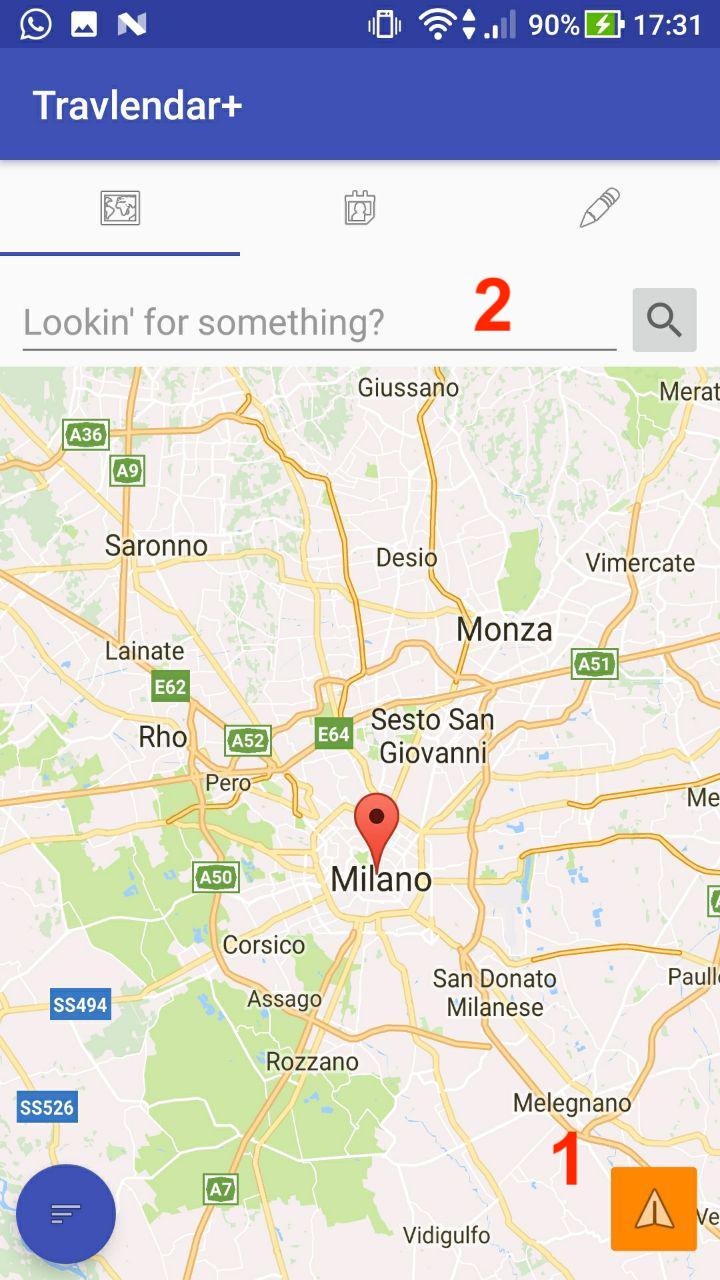 90% 17:31
Travlendar+
Lookin' for something?
2
Giussano
Merat
A36
A9
Saronno
Desio
Vimercate
Monza
Lainate
A51
E62
Sesto San
Giovanni
Rho
A52
E64
Pero
Me
Milano
A50
Corsico
San Donato
Milanese
Paull
SS494
Assago
Rozzano
SS526
Melegnano
1
A7
Ve
Vidigulfo